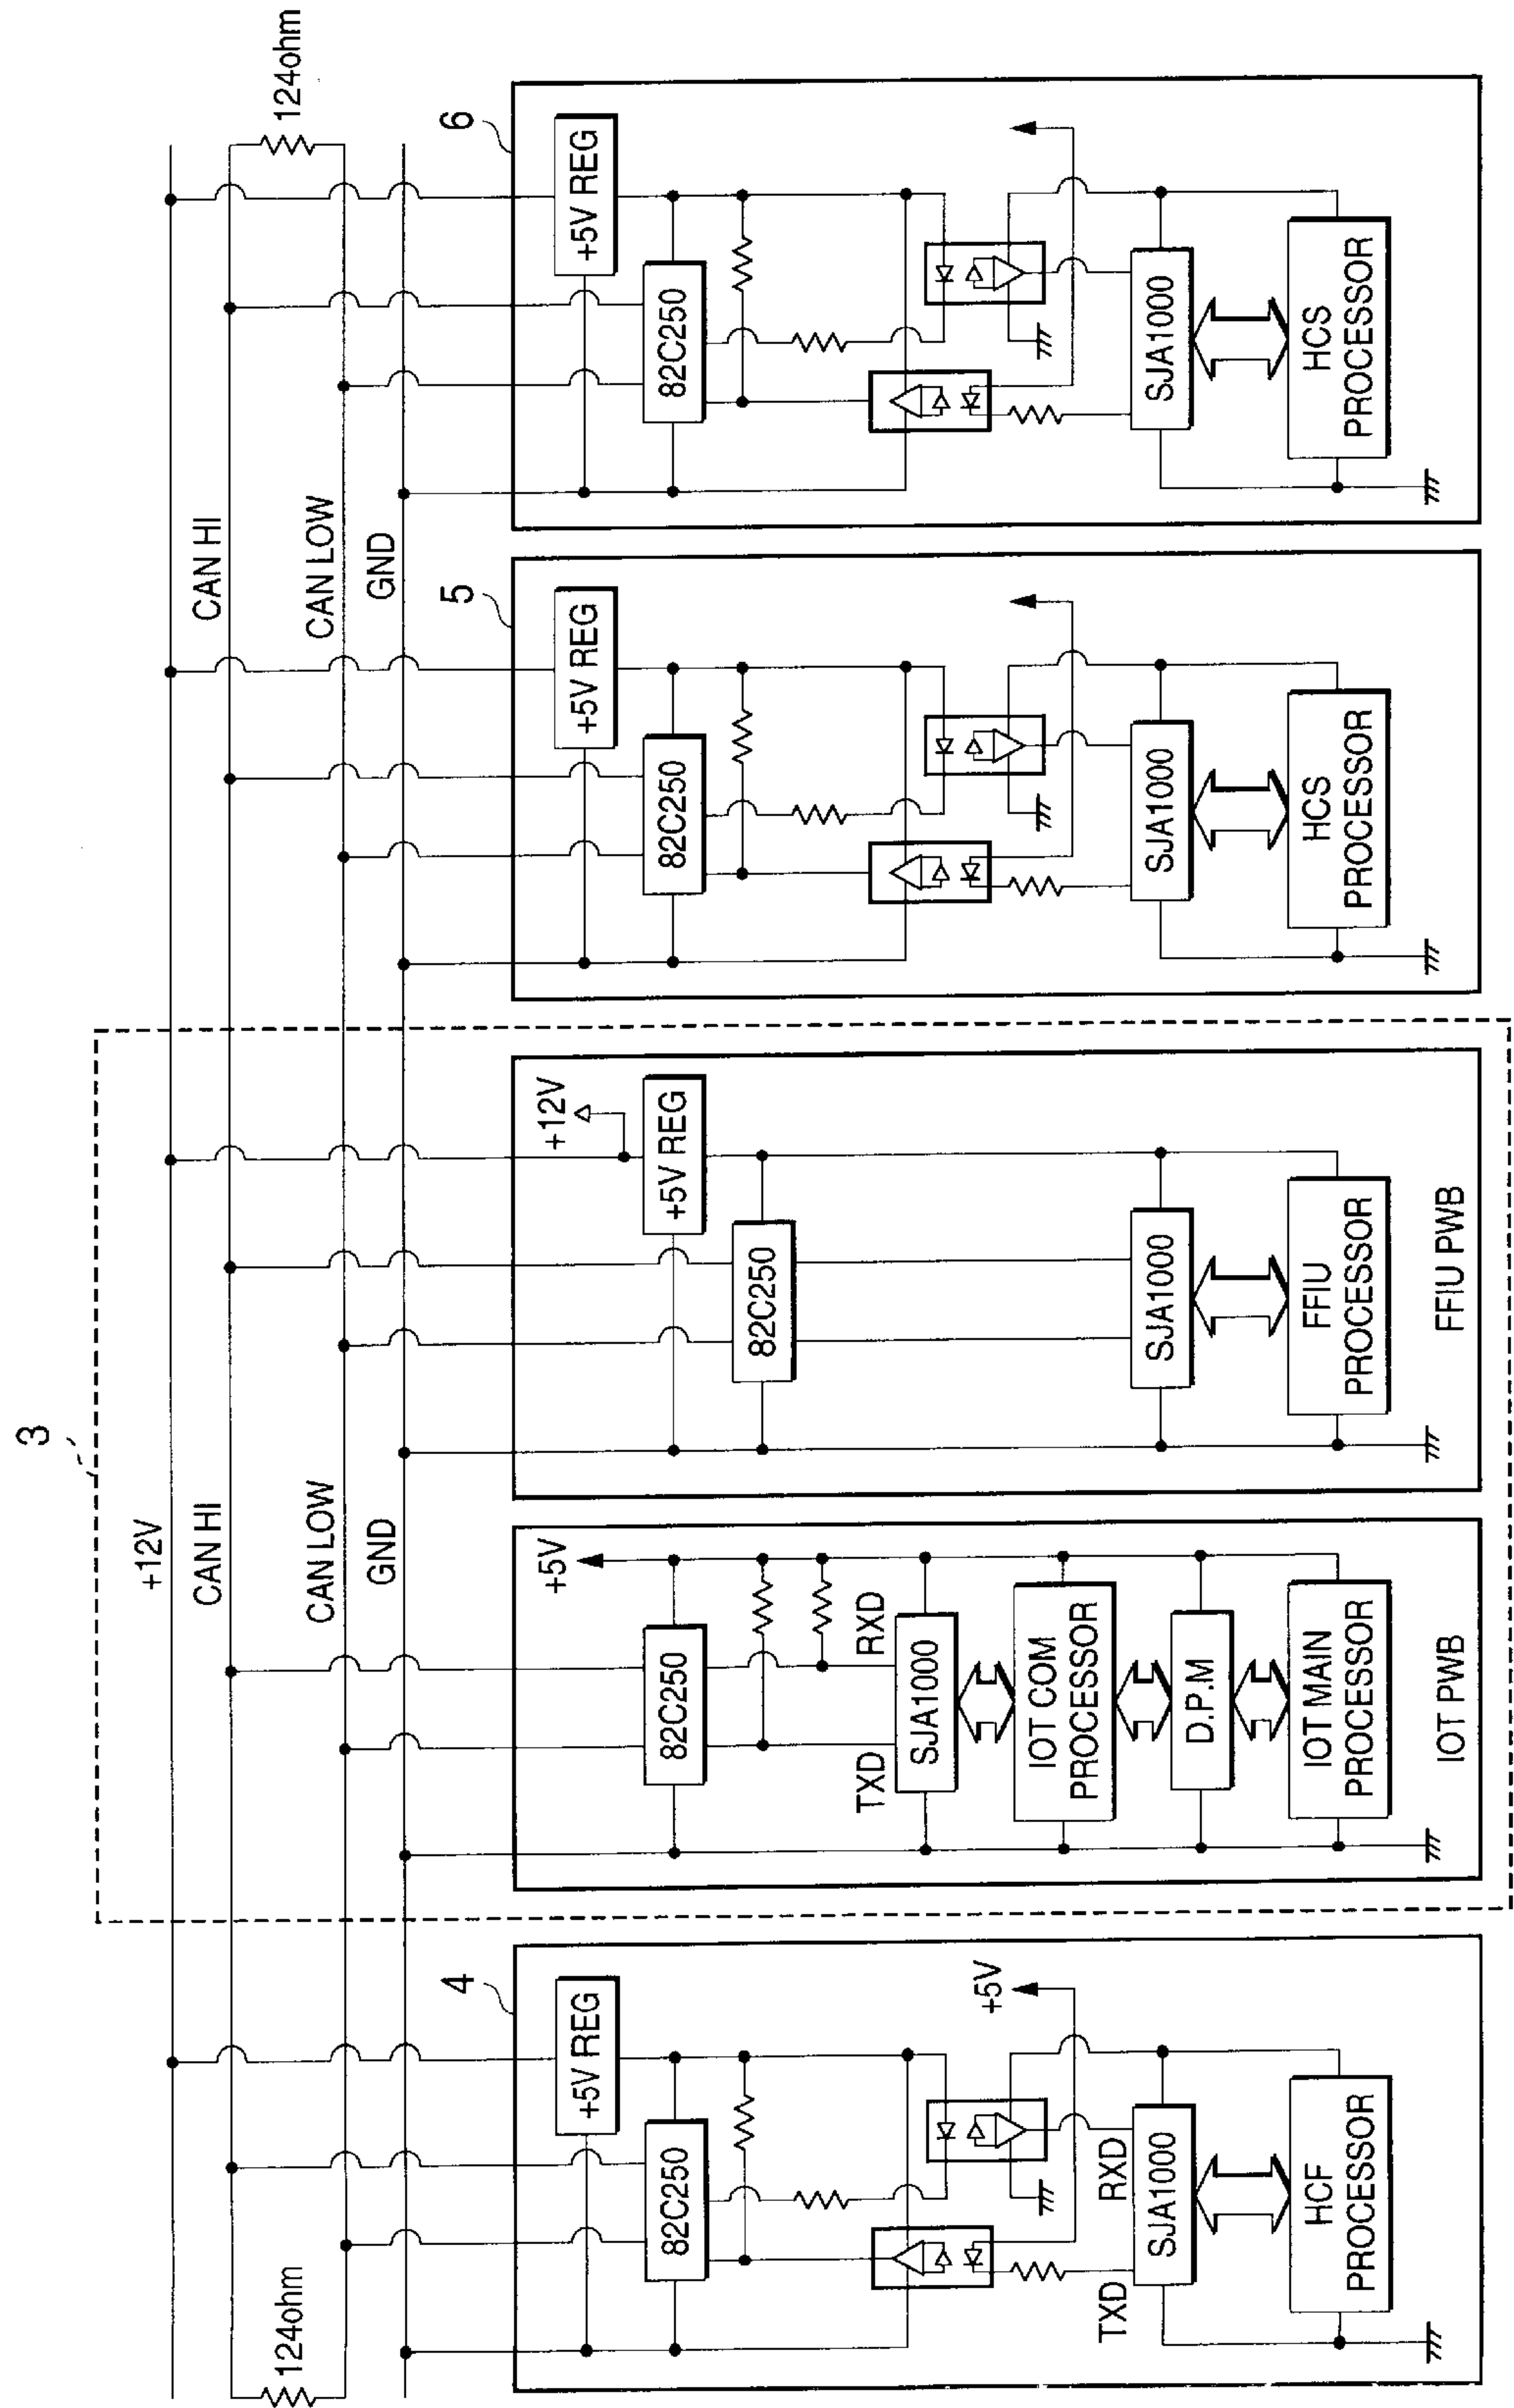 3
+12V
CAN HI
CAN HI
CAN LOW
CAN LOW
GND
GND
124ohm
124ohm
4
+5V REG
82C250
+5V
TXD
RXD
SJA1000
HCF
PROCESSOR
+5V
82C250
TXD
RXD
SJA1000
IOT COM
PROCESSOR
D.P.M
IOT MAIN
PROCESSOR
IOT PWB
+12V
+5V REG
82C250
SJA1000
FFIU
PROCESSOR
FFIU PWB
5
+5V REG
82C250
SJA1000
HCS
PROCESSOR
6
+5V REG
82C250
SJA1000
HCS
PROCESSOR